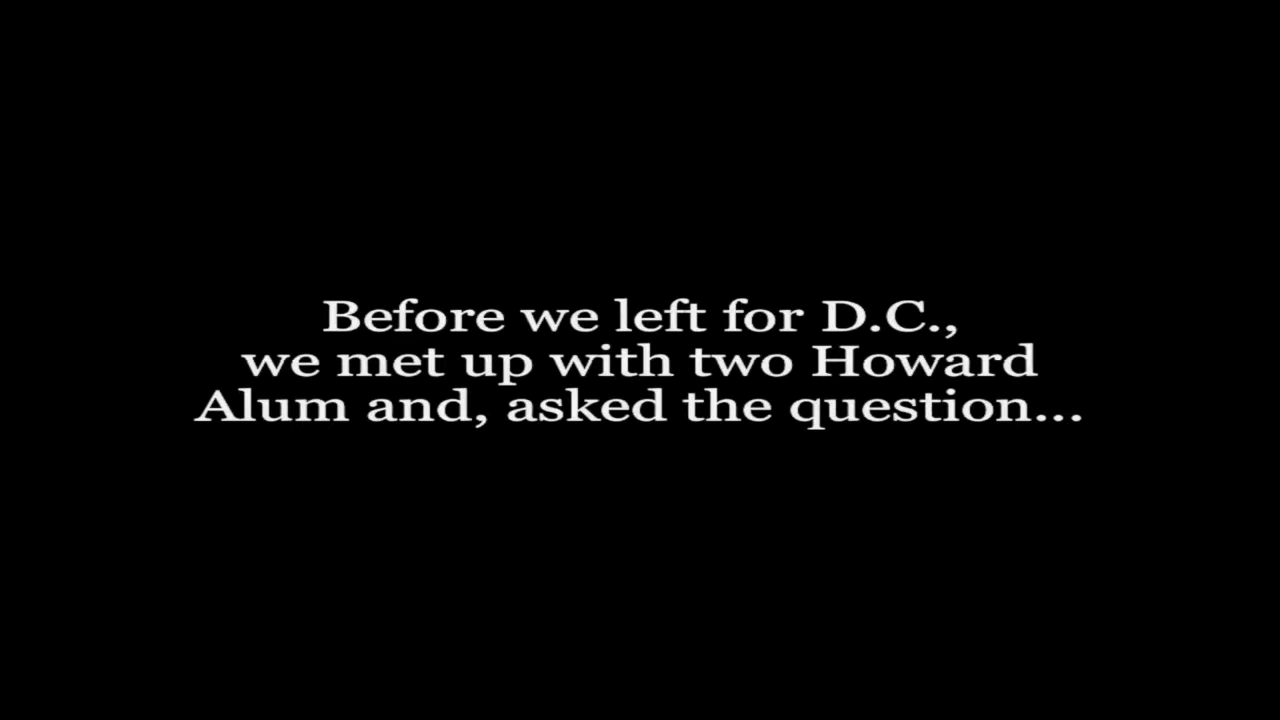 Before we left for D.C.,
we met up with two Howard
Alum and, asked the question...